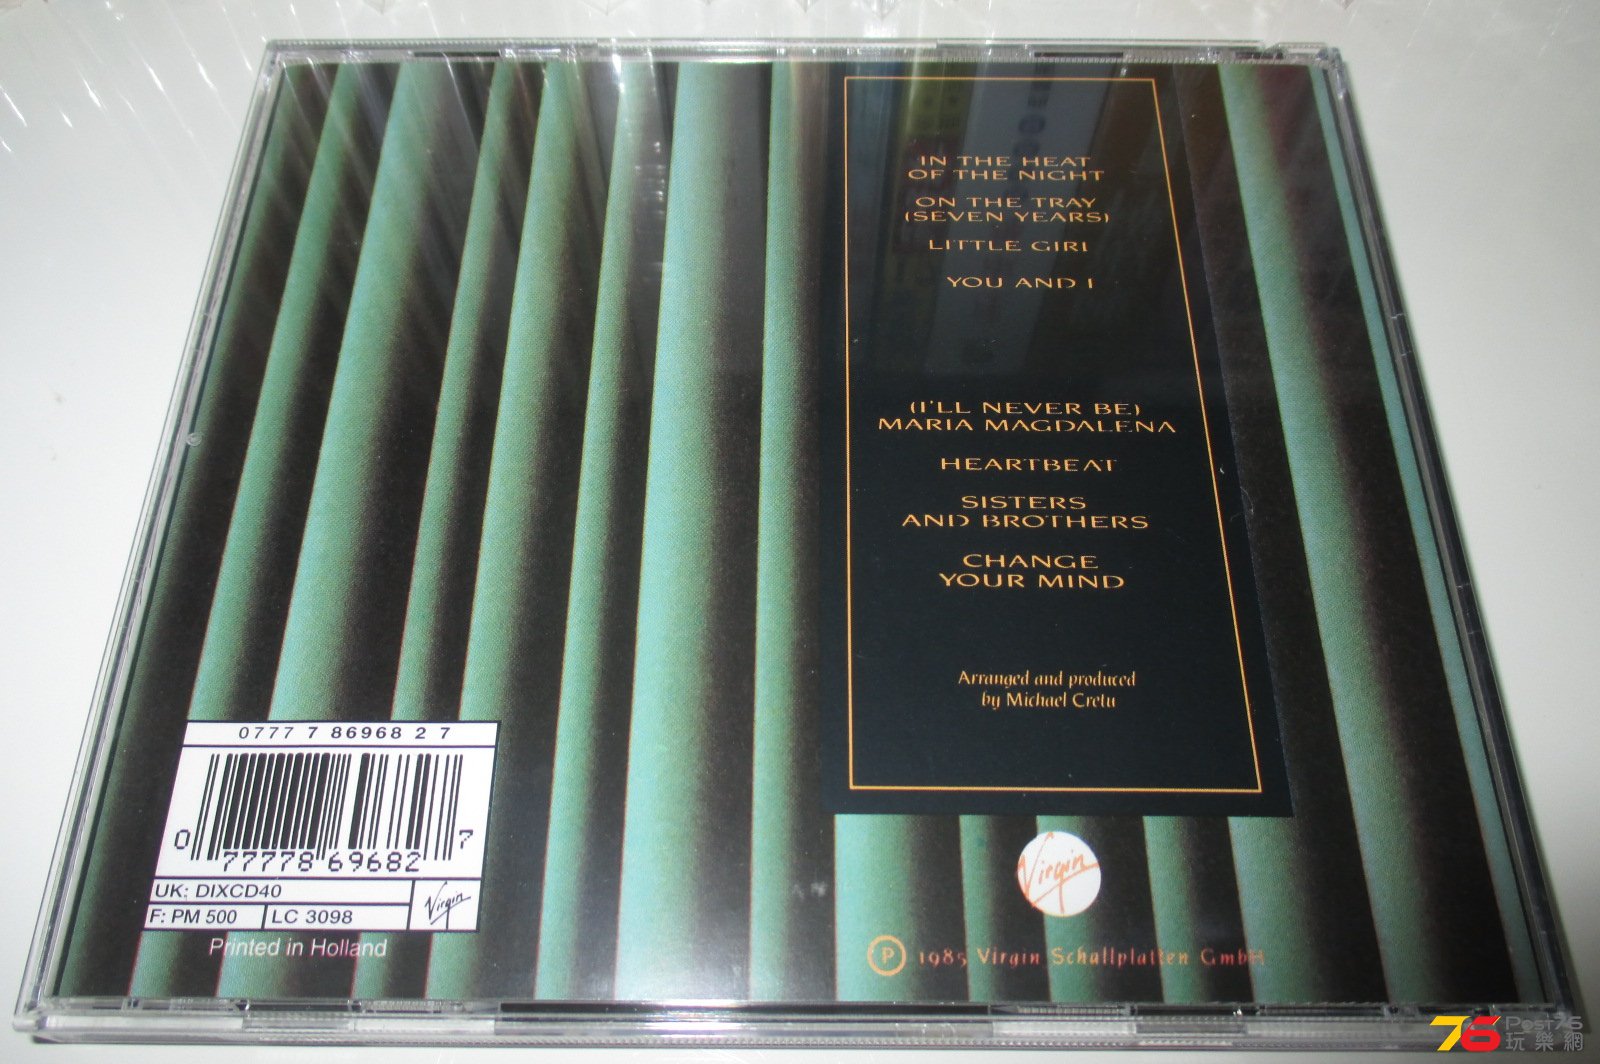 IN THE HEAT
OF THE NIGHT
ON THE TRAY
(SEVEN YEARS)
LITTLE GIRL
YOU AND I
(I'LL NEVER BE)
MARIA MAGDALENA
HEARTBEAT
SISTERS
AND BROTHERS
CHANGE
YOUR MIND
Arranged and produced
by Michael Cretu
0777 7 86968 2 7
0 77777 86968 2 7
UK: DIXCD40
F: PM 500 LC 3098
Virgin
Printed in Holland
Virgin
P 1985 Virgin Schallplatten GmbH
76 Post76
玩樂網